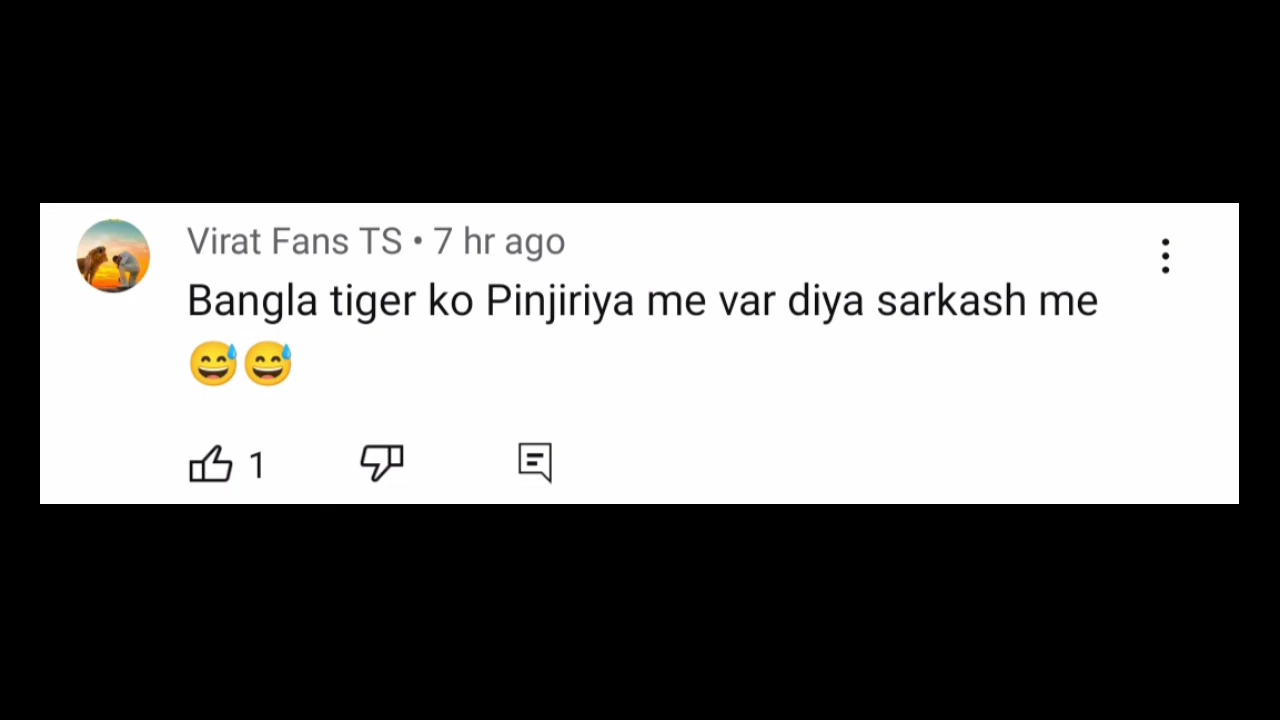 Virat Fans TS • 7 hr ago
Bangla tiger ko Pinjiriya me var diya sarkash me
😅😅
1